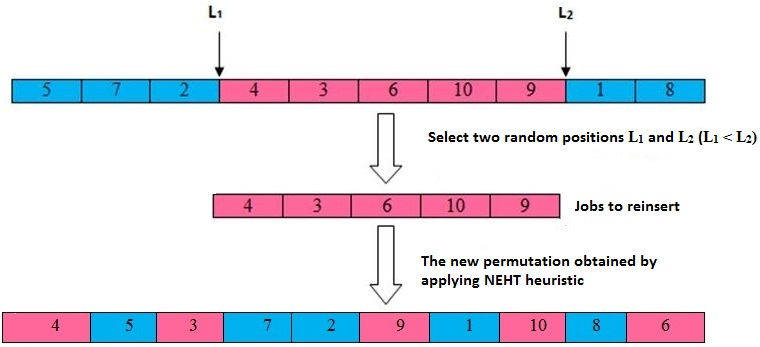 L1 L2
5 7 2 4 3 6 10 9 1 8
Select two random positions L1 and L2 (L1 < L2)
4 3 6 10 9
Jobs to reinsert
The new permutation obtained by
applying NEHT heuristic
4 5 3 7 2 9 1 10 8 6